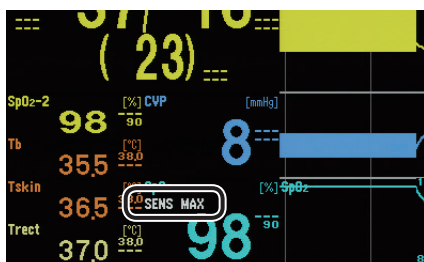 (23) ---
SpO2-2 [%] CVP [mmHg]
98 --- 90 8 ---
Tb [°C]
35.5 38.0 ---
Tskin [%] SpO2
36.5 SENS MAX
Trect [°C] 98 --- 90
37.0 38.0 ---
8